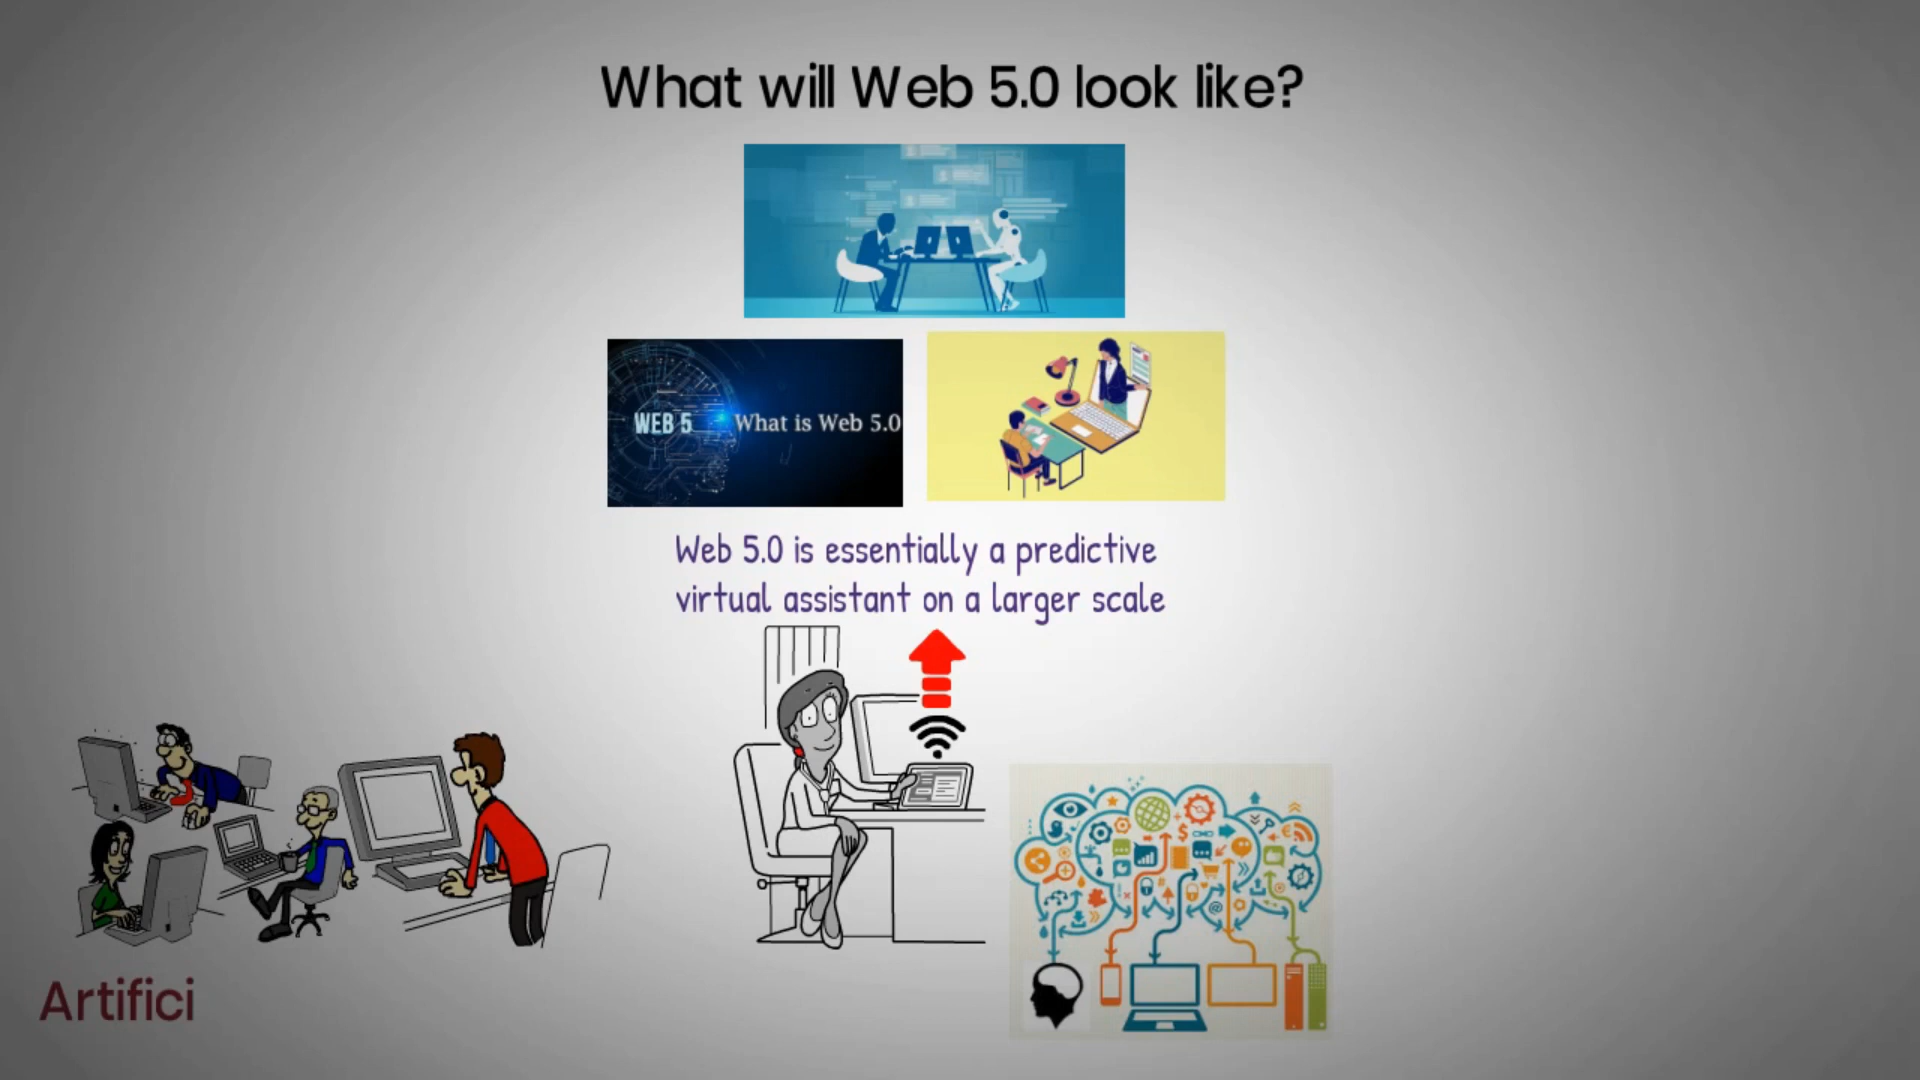 What will Web 5.0 look like?
WEB 5
What is Web 5.0
Web 5.0 is essentially a predictive
virtual assistant on a larger scale
Artifici